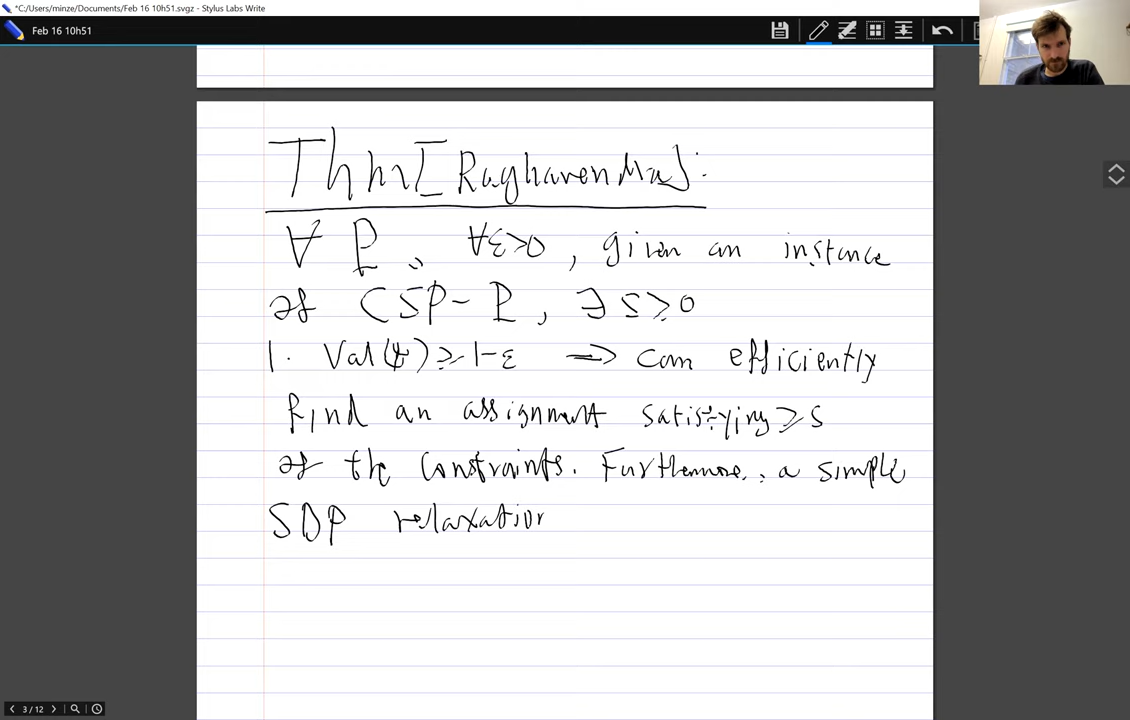 *C:/Users/minze/Documents/Feb 16 10h51.svgz - Stylus Labs Write
Feb 16 10h51
Thm [Raghavendra]:
∀ P, ∀ε>0, given an instance
of CSP-P, ∃ s≥0
1. Val(Ψ) ≥ 1-ε ⇒ can efficiently
find an assignment satisfying ≥ s
of the constraints. Furthermore, a simple
SDP relaxation
3 / 12